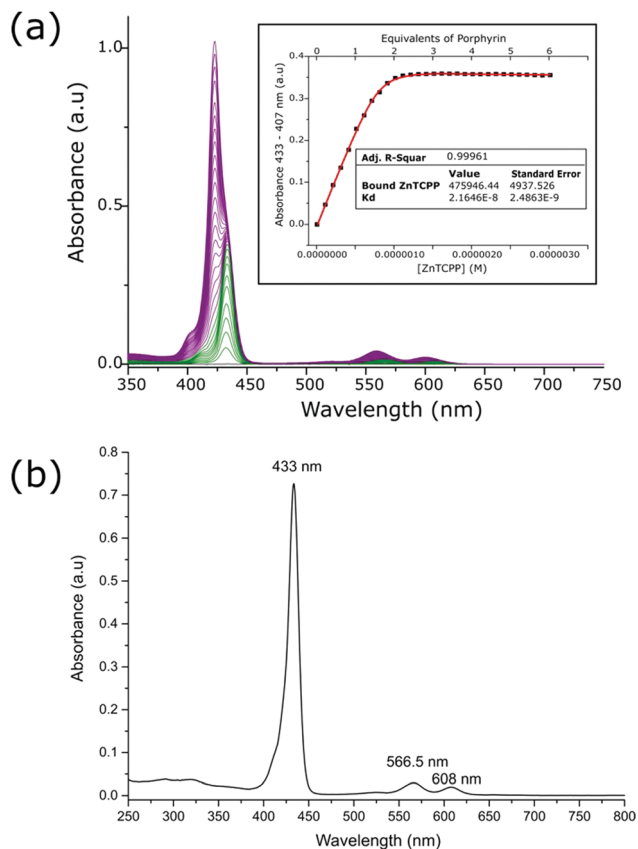 (a)
Absorbance (a.u)
1.0
0.5
0.0
350 400 450 500 550 600 650 700 750
Wavelength (nm)
Equivalents of Porphyrin
0 1 2 3 4 5 6
Absorbance 433 - 407 nm (a.u)
0.4
0.3
0.2
0.1
0.0
Adj. R-Squar 0.99961
Value Standard Error
Bound ZnTCPP 475946.44 4937.526
Kd 2.1646E-8 2.4863E-9
0.0000000 0.0000010 0.0000020 0.0000030
[ZnTCPP] (M)
(b)
Absorbance (a.u)
0.8
0.7
0.6
0.5
0.4
0.3
0.2
0.1
0.0
433 nm
566.5 nm
608 nm
250 300 350 400 450 500 550 600 650 700 750 800
Wavelength (nm)